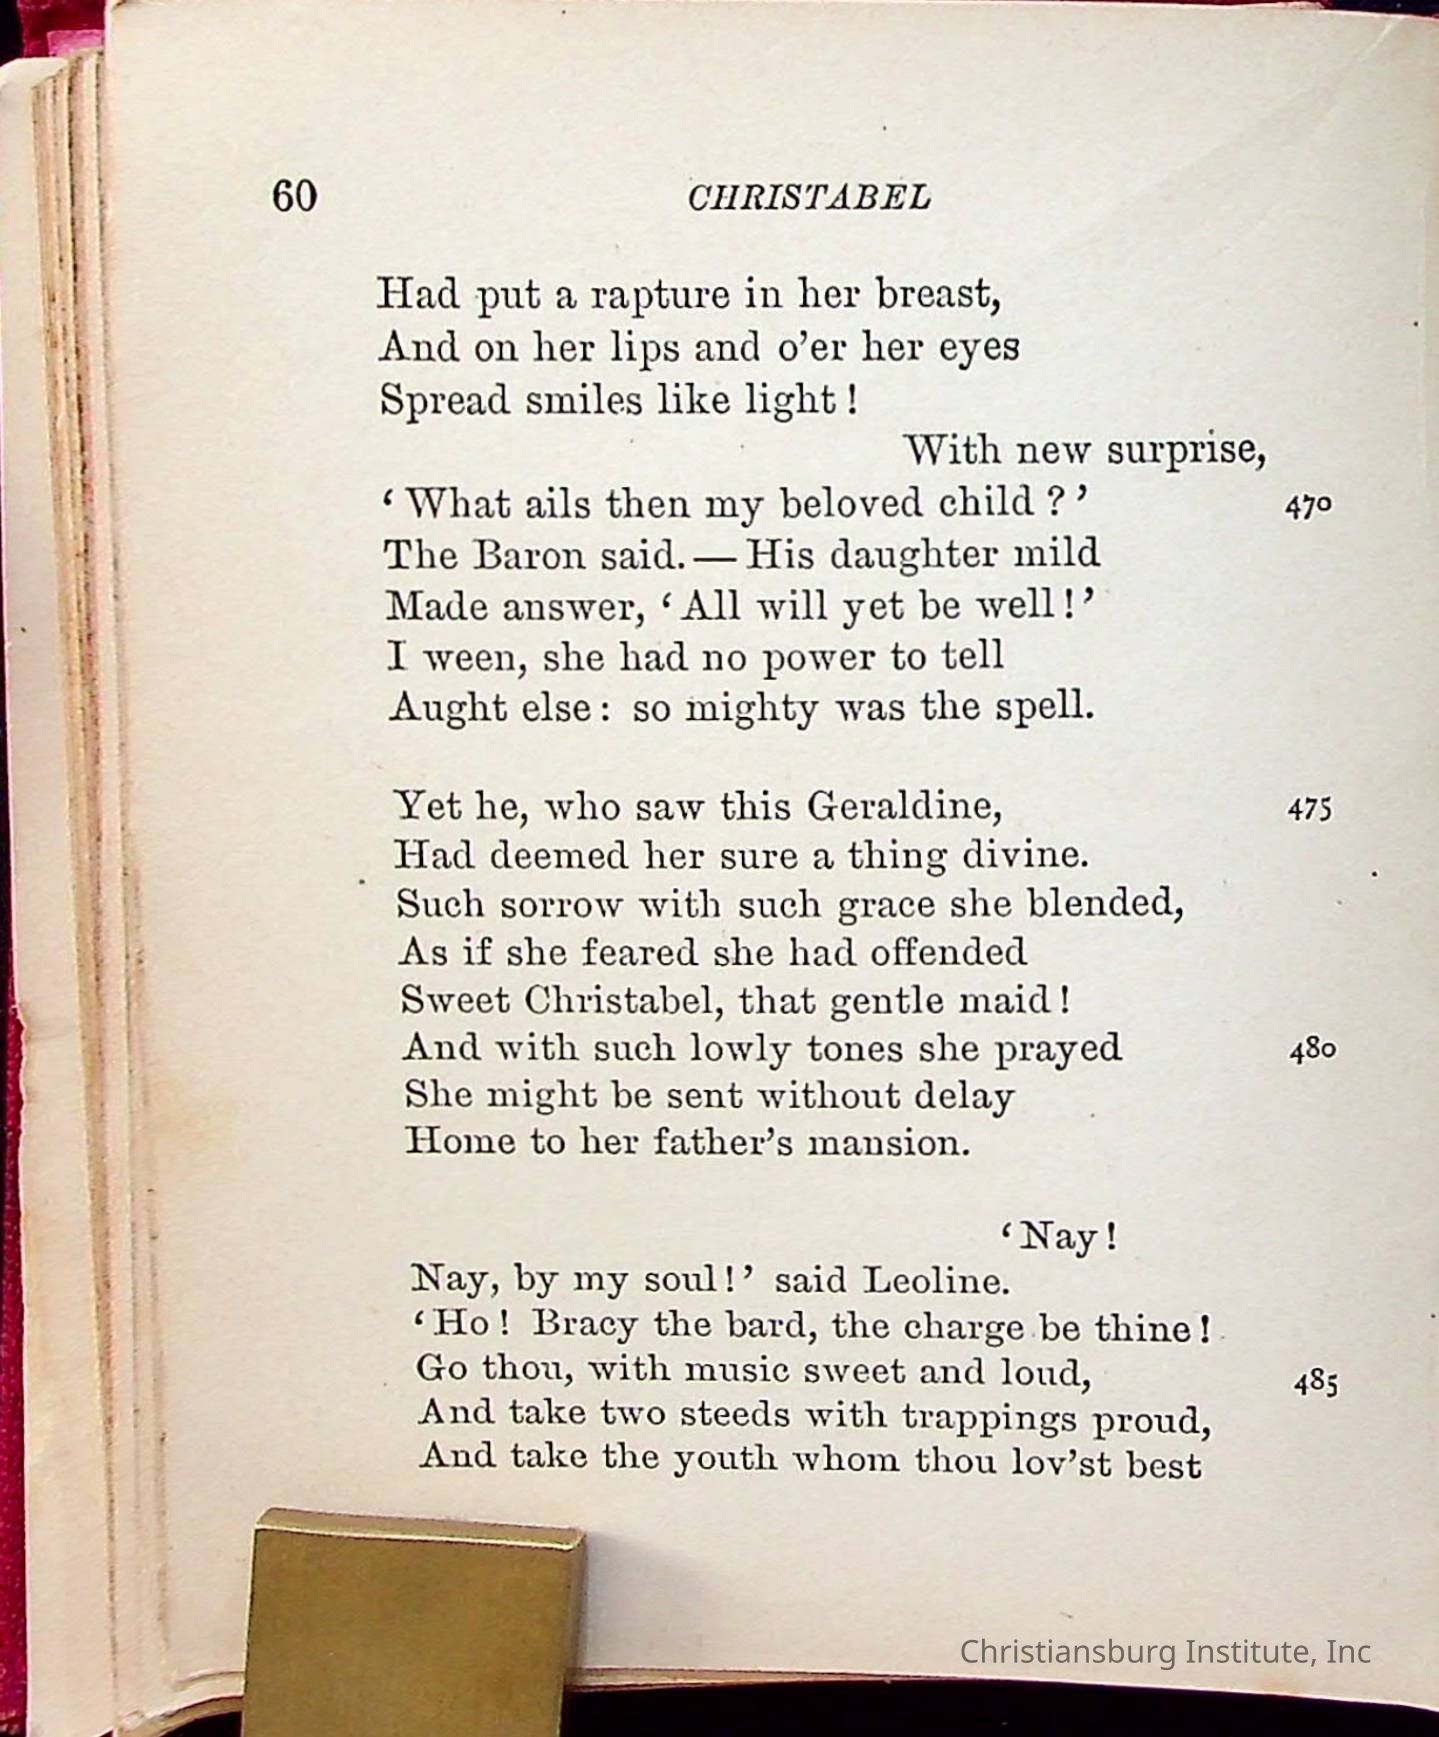 60 CHRISTABEL
Had put a rapture in her breast,
And on her lips and o’er her eyes
Spread smiles like light !
With new surprise,
‘ What ails then my beloved child ? ’ 470
The Baron said. — His daughter mild
Made answer, ‘ All will yet be well ! ’
I ween, she had no power to tell
Aught else : so mighty was the spell.
Yet he, who saw this Geraldine, 475
Had deemed her sure a thing divine.
Such sorrow with such grace she blended,
As if she feared she had offended
Sweet Christabel, that gentle maid !
And with such lowly tones she prayed 480
She might be sent without delay
Home to her father’s mansion.
‘ Nay !
Nay, by my soul ! ’ said Leoline.
‘ Ho ! Bracy the bard, the charge be thine !
Go thou, with music sweet and loud, 485
And take two steeds with trappings proud,
And take the youth whom thou lov’st best
Christiansburg Institute, Inc